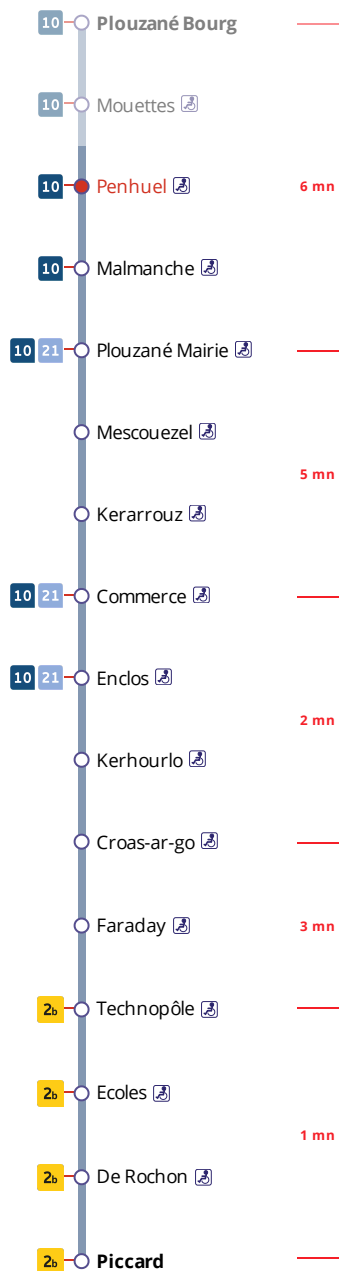 10 Plouzané Bourg
10 Mouettes
10 Penhuel 6 mn
10 Malmanche
10 21 Plouzané Mairie
Mescouezel
5 mn
Kerarrouz
10 21 Commerce
10 21 Enclos
2 mn
Kerhourlo
Croas-ar-go
Faraday 3 mn
2b Technopôle
2b Ecoles
1 mn
2b De Rochon
2b Piccard